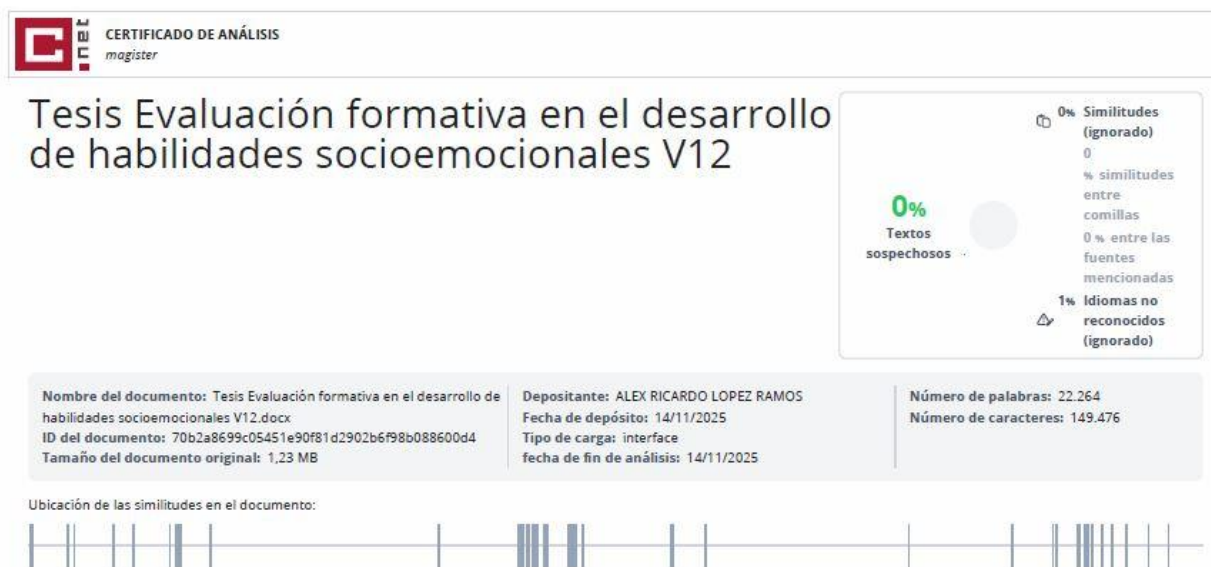 C
.net
CERTIFICADO DE ANÁLISIS
magister
Tesis Evaluación formativa en el desarrollo
de habilidades socioemocionales V12
0%
Textos
sospechosos
0% Similitudes
(ignorado)
0
% similitudes
entre
comillas
0 % entre las
fuentes
mencionadas
1% Idiomas no
reconocidos
(ignorado)
Nombre del documento: Tesis Evaluación formativa en el desarrollo de
habilidades socioemocionales V12.docx
ID del documento: 70b2a8699c05451e90f81d2902b6f98b088600d4
Tamaño del documento original: 1,23 MB
Depositante: ALEX RICARDO LOPEZ RAMOS
Fecha de depósito: 14/11/2025
Tipo de carga: interface
fecha de fin de análisis: 14/11/2025
Número de palabras: 22.264
Número de caracteres: 149.476
Ubicación de las similitudes en el documento: